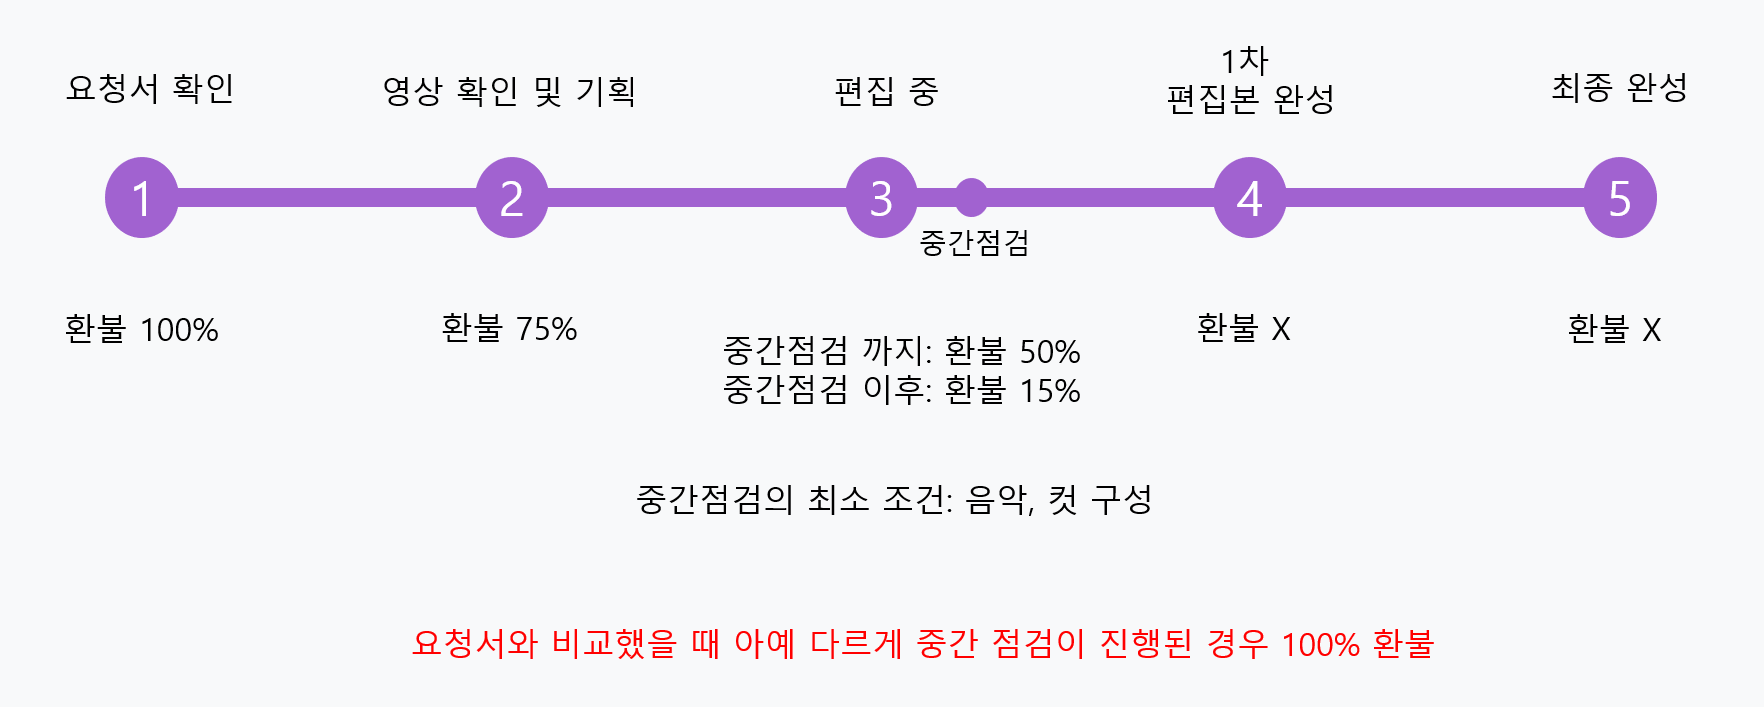 요청서 확인
영상 확인 및 기획
편집 중
1차
편집본 완성
최종 완성
1
2
3
4
5
중간점검
환불 100%
환불 75%
중간점검 까지: 환불 50%
중간점검 이후: 환불 15%
환불 X
환불 X
중간점검의 최소 조건: 음악, 컷 구성
요청서와 비교했을 때 아예 다르게 중간 점검이 진행된 경우 100% 환불